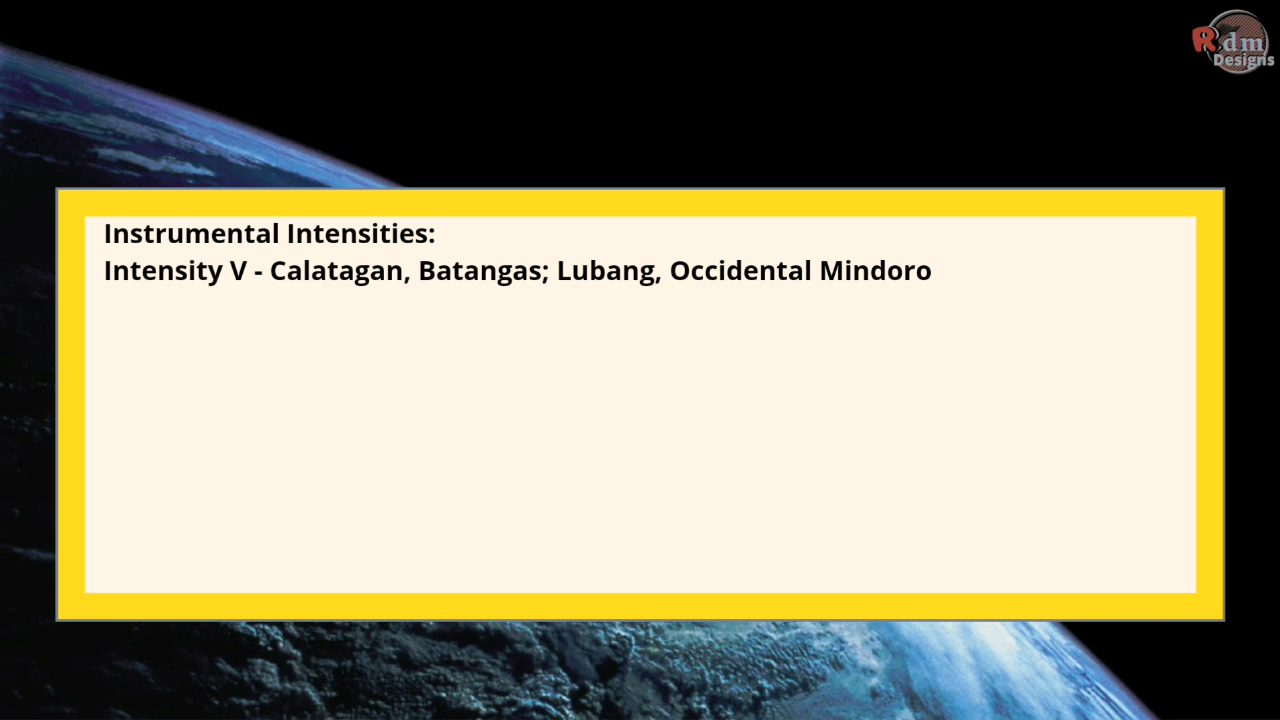 Rdm
Designs
Instrumental Intensities:
Intensity V - Calatagan, Batangas; Lubang, Occidental Mindoro